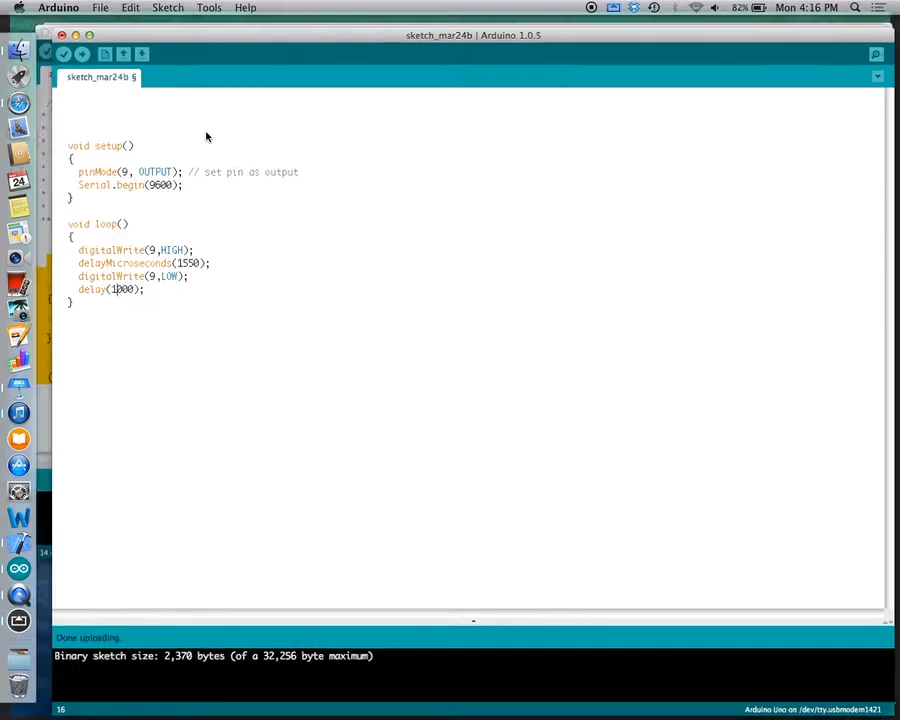 Arduino File Edit Sketch Tools Help 82% Mon 4:16 PM
sketch_mar24b | Arduino 1.0.5
sketch_mar24b §
void setup()
{
pinMode(9, OUTPUT); // set pin as output
Serial.begin(9600);
}
void loop()
{
digitalWrite(9,HIGH);
delayMicroseconds(1550);
digitalWrite(9,LOW);
delay(1000);
}
24
14
Done uploading.
Binary sketch size: 2,370 bytes (of a 32,256 byte maximum)
16 Arduino Uno on /dev/tty.usbmodem1421